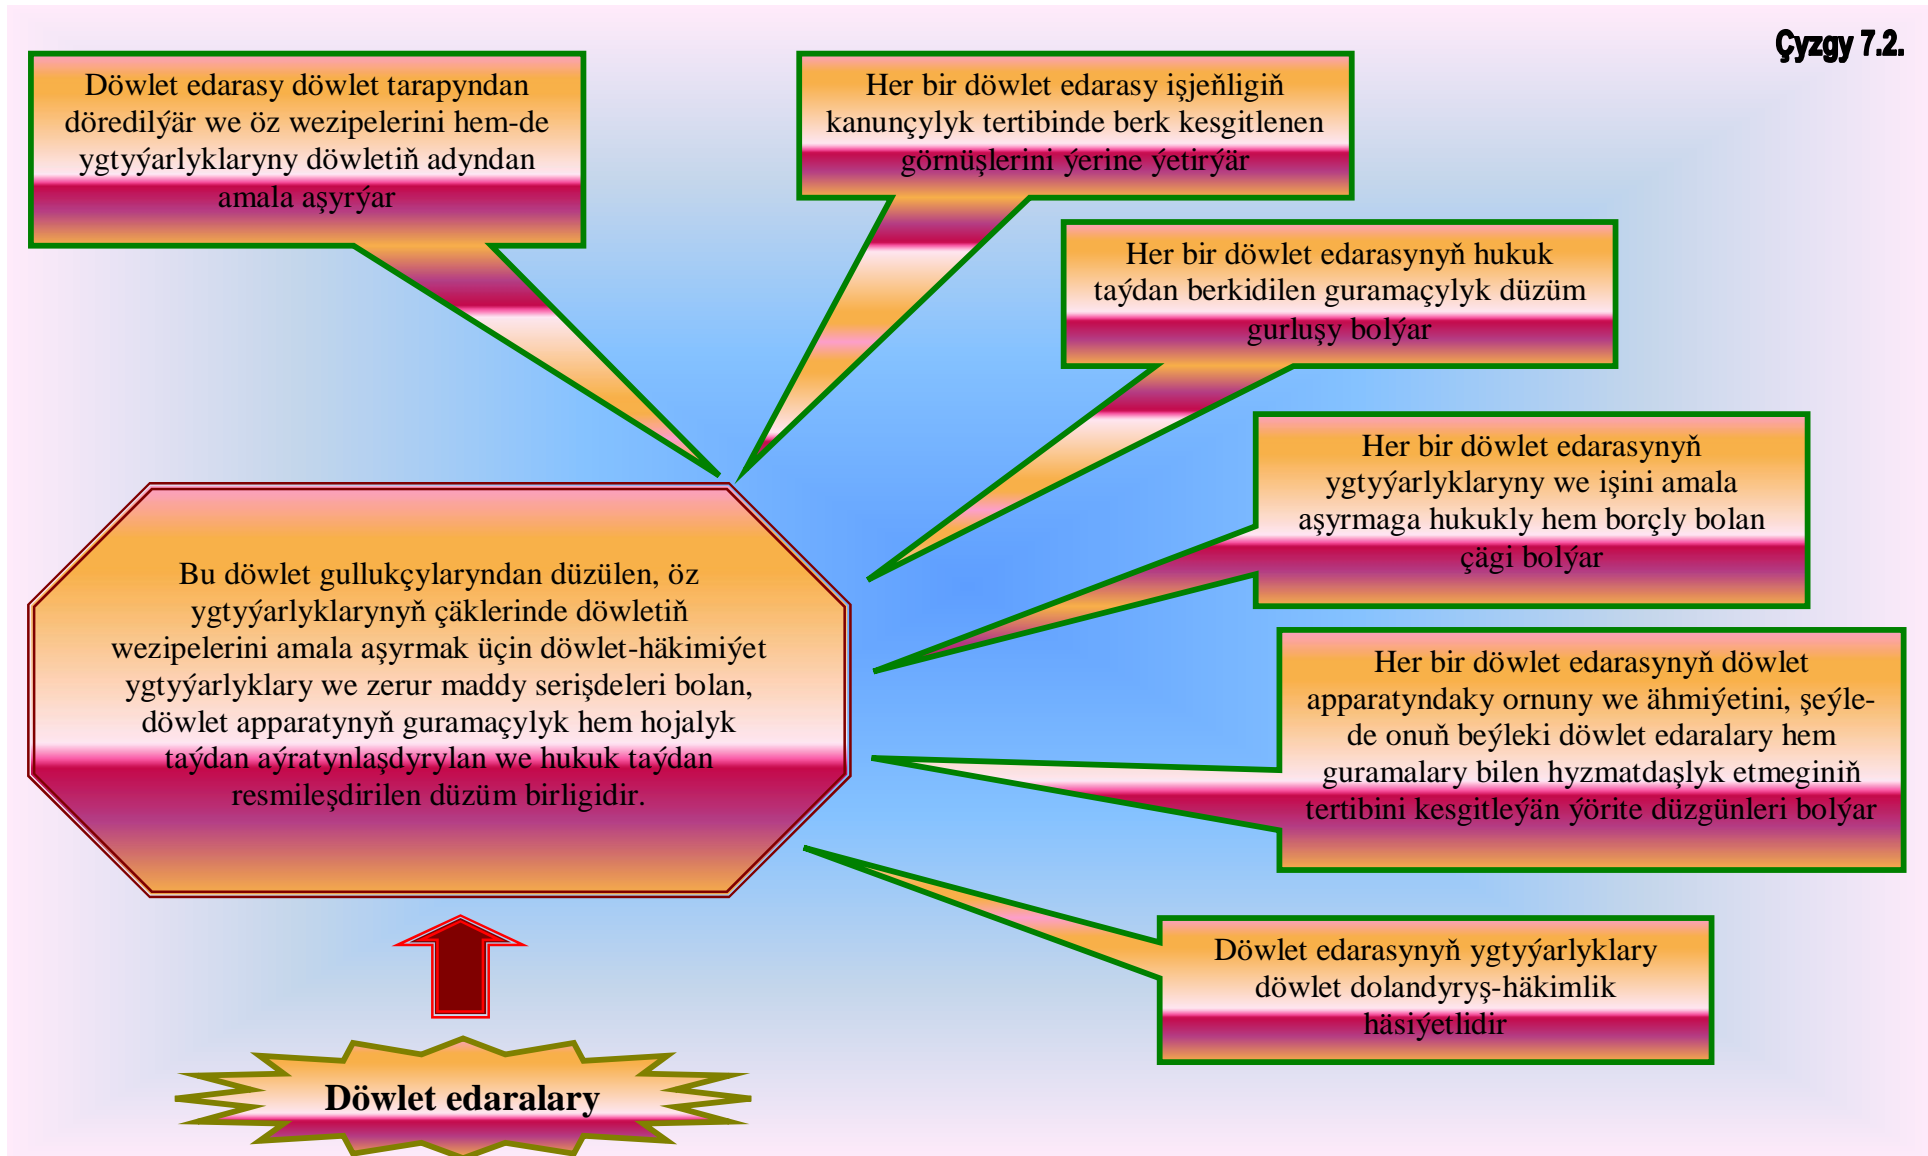 Çyzgy 7.2.
Döwlet edarasy döwlet tarapyndan
döredilýär we öz wezipelerini hem-de
ygtyýarlyklaryny döwletiň adyndan
amala aşyrýar
Her bir döwlet edarasy işjeňligiň
kanunçylyk tertibinde berk kesgitlenen
görnüşlerini ýerine ýetirýär
Her bir döwlet edarasynyň hukuk
taýdan berkidilen guramaçylyk düzüm
gurluşy bolýar
Her bir döwlet edarasynyň
ygtyýarlyklaryny we işini amala
aşyrmaga hukukly hem borçly bolan
çägi bolýar
Her bir döwlet edarasynyň döwlet
apparatyndaky ornuny we ähmiýetini, şeýle-
de onuň beýleki döwlet edaralary hem
guramalary bilen hyzmatdaşlyk etmeginiň
tertibini kesgitleýän ýörite düzgünleri bolýar
Döwlet edarasynyň ygtyýarlyklary
döwlet dolandyryş-häkimlik
häsiýetlidir
Bu döwlet gullukçylaryndan düzülen, öz
ygtyýarlyklarynyň çäklerinde döwletiň
wezipelerini amala aşyrmak üçin döwlet-häkimiýet
ygtyýarlyklary we zerur maddy serişdeleri bolan,
döwlet apparatynyň guramaçylyk hem hojalyk
taýdan aýratynlaşdyrylan we hukuk taýdan
resmileşdirilen düzüm birligidir.
Döwlet edaralary